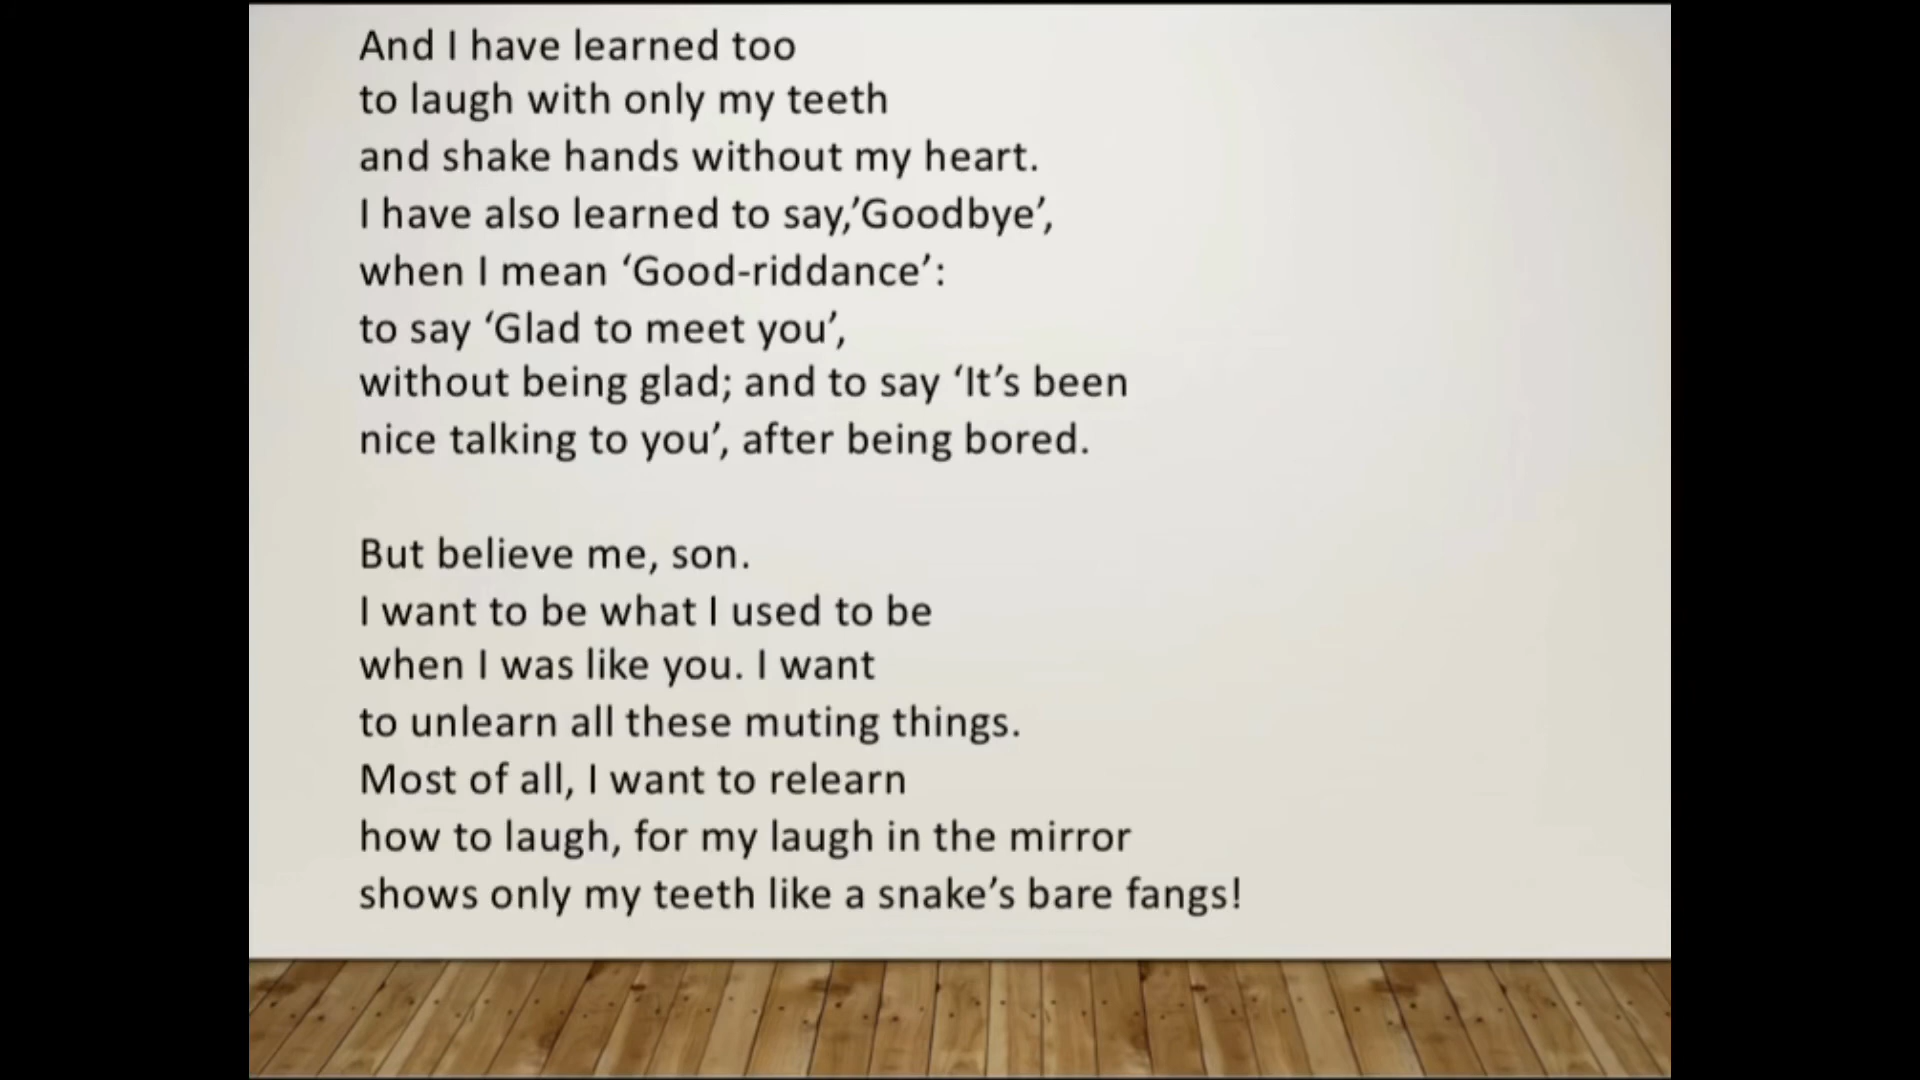 And I have learned too
to laugh with only my teeth
and shake hands without my heart.
I have also learned to say,’Goodbye’,
when I mean ‘Good-riddance’:
to say ‘Glad to meet you’,
without being glad; and to say ‘It’s been
nice talking to you’, after being bored.
But believe me, son.
I want to be what I used to be
when I was like you. I want
to unlearn all these muting things.
Most of all, I want to relearn
how to laugh, for my laugh in the mirror
shows only my teeth like a snake’s bare fangs!